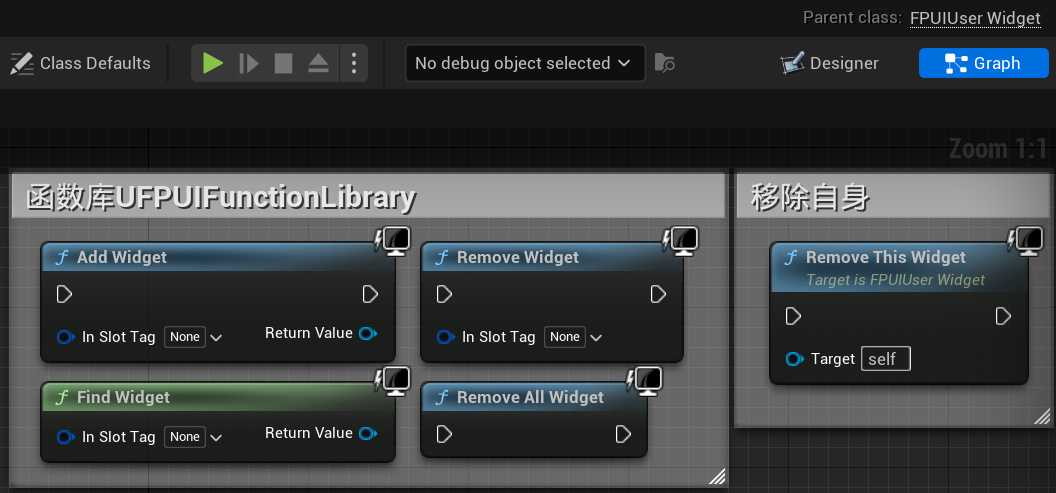 Parent class: FPUIUser Widget
Class Defaults
No debug object selected
Designer
Graph
Zoom 1:1
函数库UFPUIFunctionLibrary
移除自身
Add Widget
In Slot Tag None
Return Value
Remove Widget
In Slot Tag None
Remove This Widget
Target is FPUIUser Widget
Target self
Find Widget
In Slot Tag None
Return Value
Remove All Widget